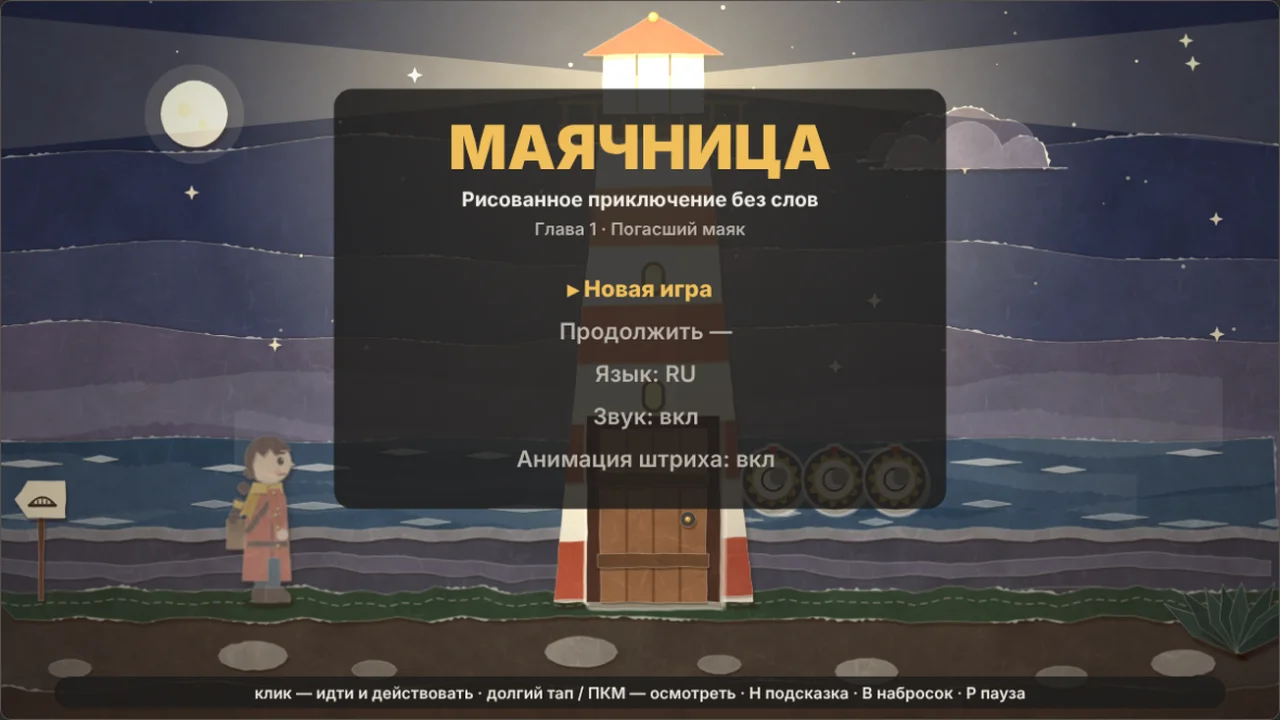 МАЯЧНИЦА
Рисованное приключение без слов
Глава 1 · Погасший маяк
▸ Новая игра
Продолжить —
Язык: RU
Звук: вкл
Анимация штриха: вкл
клик — идти и действовать · долгий тап / ПКМ — осмотреть · H подсказка · B набросок · P пауза